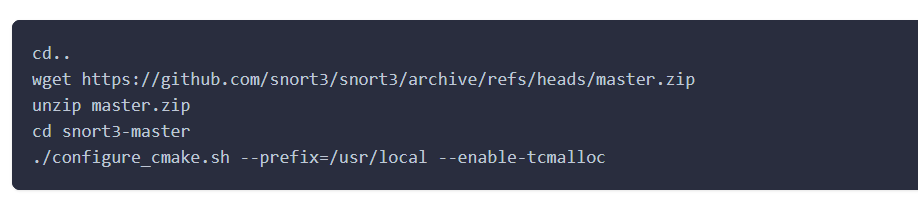 cd..
wget https://github.com/snort3/snort3/archive/refs/heads/master.zip
unzip master.zip
cd snort3-master
./configure_cmake.sh --prefix=/usr/local --enable-tcmalloc